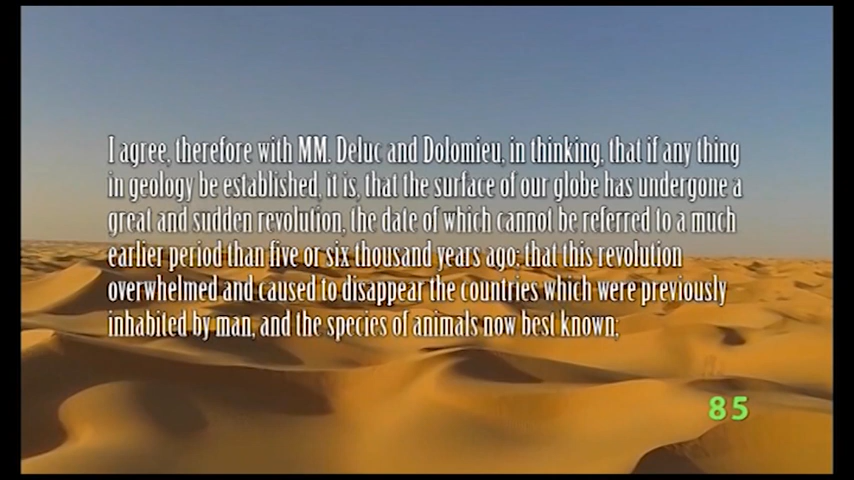 I agree, therefore with MM. Deluc and Dolomieu, in thinking, that if any thing
in geology be established, it is, that the surface of our globe has undergone a
great and sudden revolution, the date of which cannot be referred to a much
earlier period than five or six thousand years ago; that this revolution
overwhelmed and caused to disappear the countries which were previously
inhabited by man, and the species of animals now best known;
85